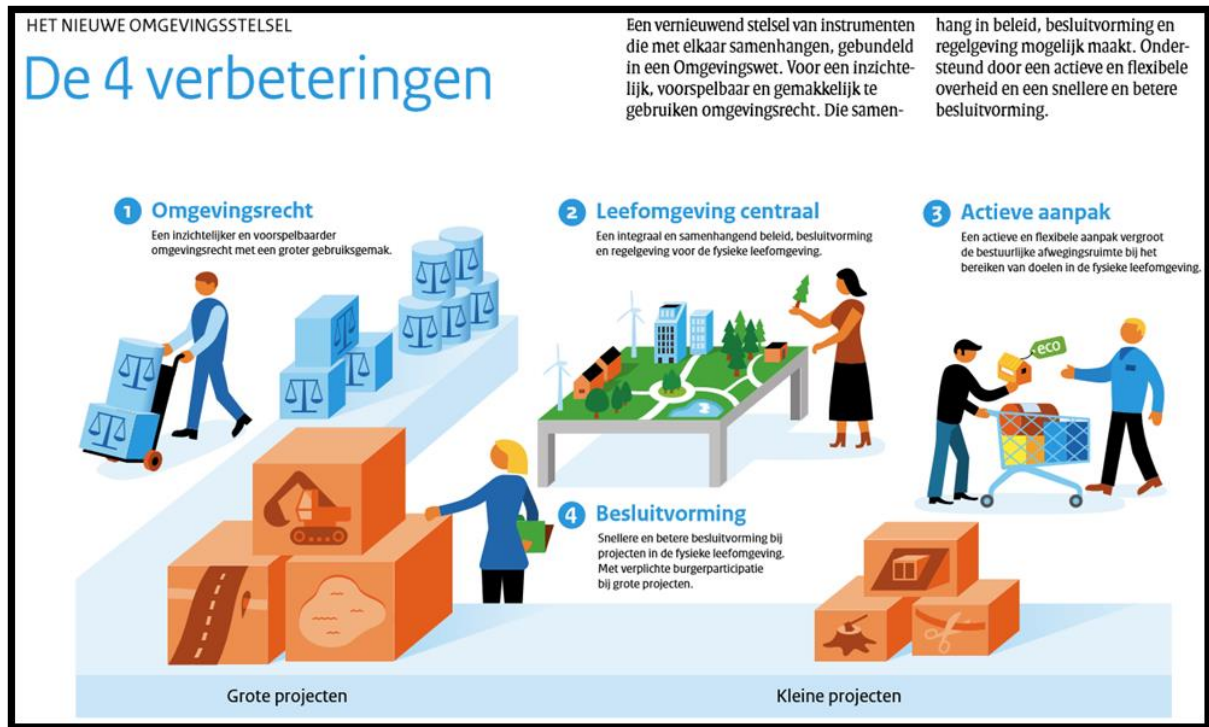 HET NIEUWE OMGEVINGSSTELSEL
De 4 verbeteringen
Een vernieuwend stelsel van instrumenten
die met elkaar samenhangen, gebundeld
in een Omgevingswet. Voor een inzichte-
lijk, voorspelbaar en gemakkelijk te
gebruiken omgevingsrecht. Die samen-
hang in beleid, besluitvorming en
regelgeving mogelijk maakt. Onder-
steund door een actieve en flexibele
overheid en een snellere en betere
besluitvorming.
1 Omgevingsrecht
Een inzichtelijker en voorspelbaarder
omgevingsrecht met een groter gebruiksgemak.
2 Leefomgeving centraal
Een integraal en samenhangend beleid, besluitvorming
en regelgeving voor de fysieke leefomgeving.
3 Actieve aanpak
Een actieve en flexibele aanpak vergroot
de bestuurlijke afwegingsruimte bij het
bereiken van doelen in de fysieke leefomgeving.
eco
4 Besluitvorming
Snellere en betere besluitvorming bij
projecten in de fysieke leefomgeving.
Met verplichte burgerparticipatie
bij grote projecten.
Grote projecten
Kleine projecten